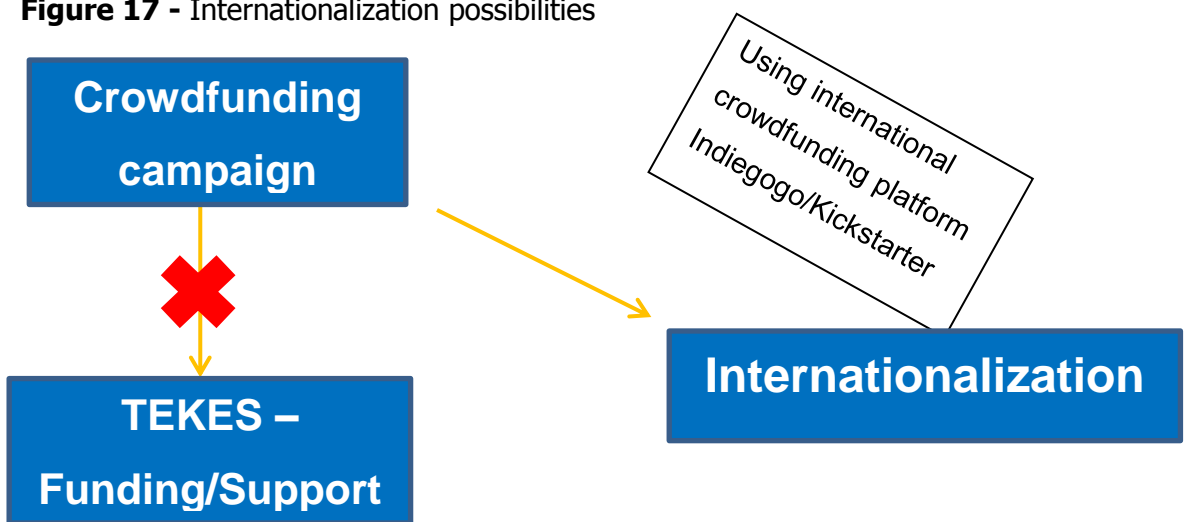 Figure 17 - Internationalization possibilities
Crowdfunding
campaign
Using international
crowdfunding platform
Indiegogo/Kickstarter
TEKES –
Funding/Support
Internationalization